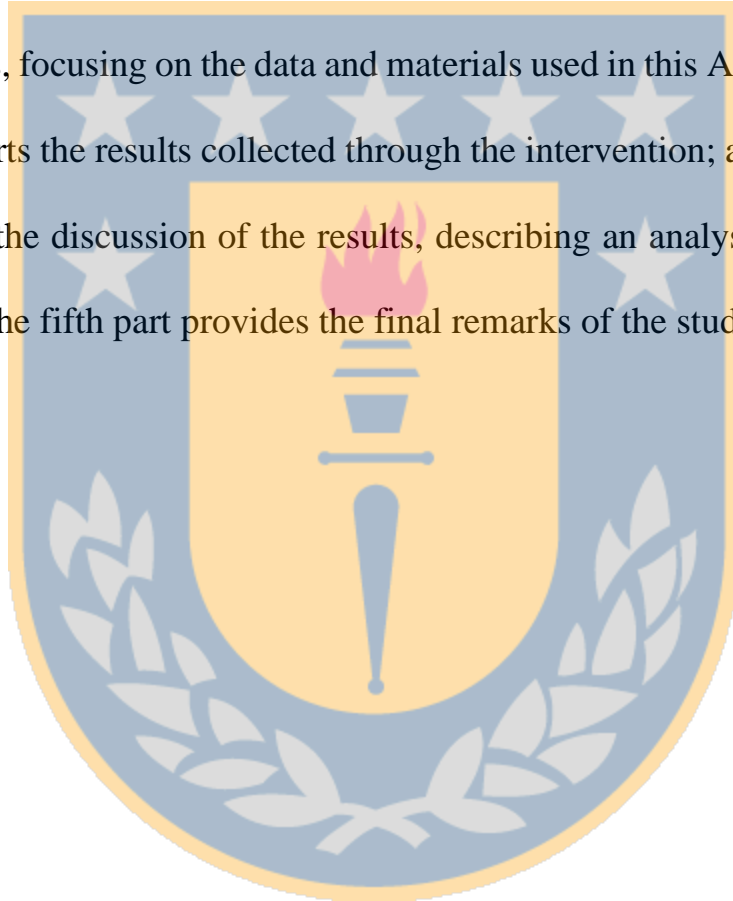 , focusing on the data and materials used in this A
rts the results collected through the intervention; a
the discussion of the results, describing an analys
he fifth part provides the final remarks of the stud